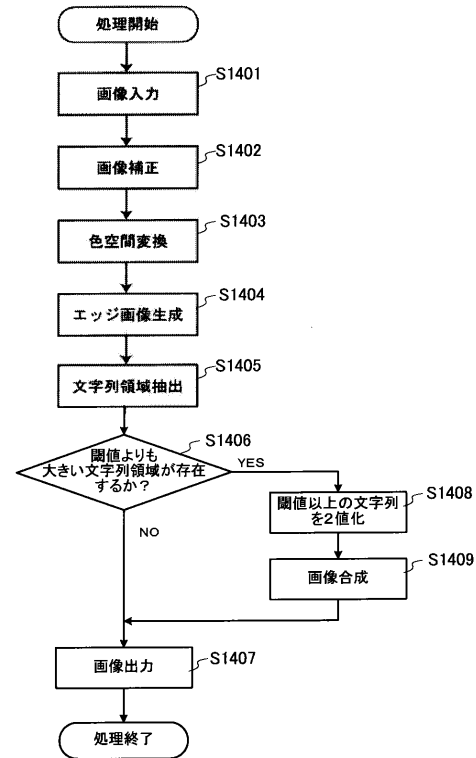 処理開始
画像入力
S1401
画像補正
S1402
色空間変換
S1403
エッジ画像生成
S1404
文字列領域抽出
S1405
閾値よりも
大きい文字列領域が存在
するか?
S1406
YES
NO
閾値以上の文字列
を2値化
S1408
画像合成
S1409
画像出力
S1407
処理終了